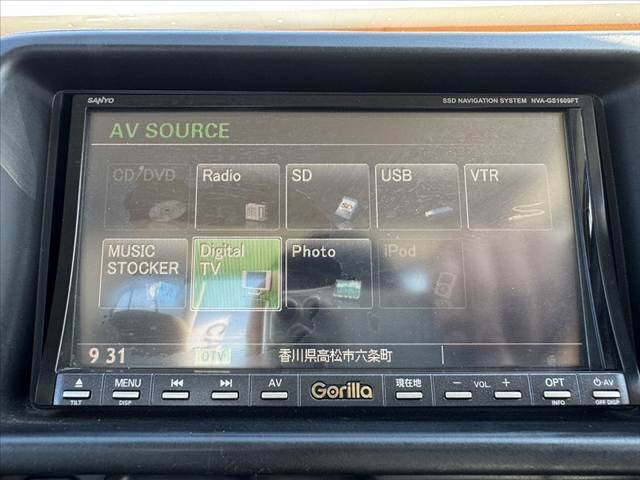 SANYO
SSD NAVIGATION SYSTEM NVA-GS1609FT
AV SOURCE
CD/DVD Radio SD USB VTR
MUSIC STOCKER Digital TV Photo iPod
9 31 DTV 香川県高松市六条町
MENU AV Gorilla 現在地 − VOL. + OPT AV
TILT DISP INFO OFF DISP